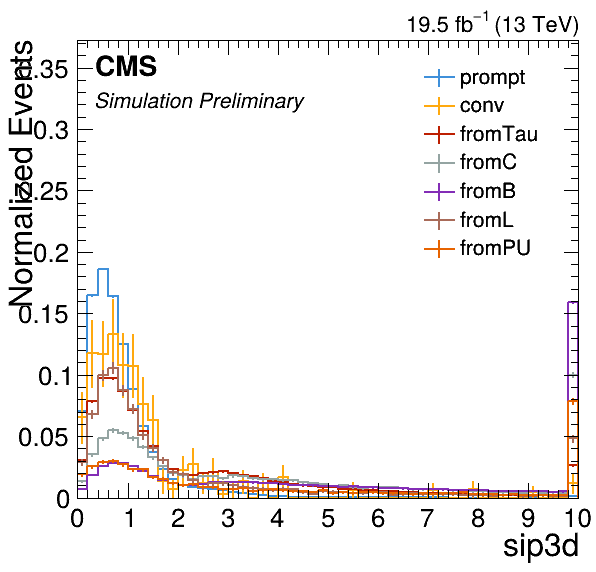 19.5 fb⁻¹ (13 TeV)
CMS
Simulation Preliminary
prompt
conv
fromTau
fromC
fromB
fromL
fromPU
Normalized Events
0.35
0.3
0.25
0.2
0.15
0.1
0.05
0
0 1 2 3 4 5 6 7 8 9 10
sip3d